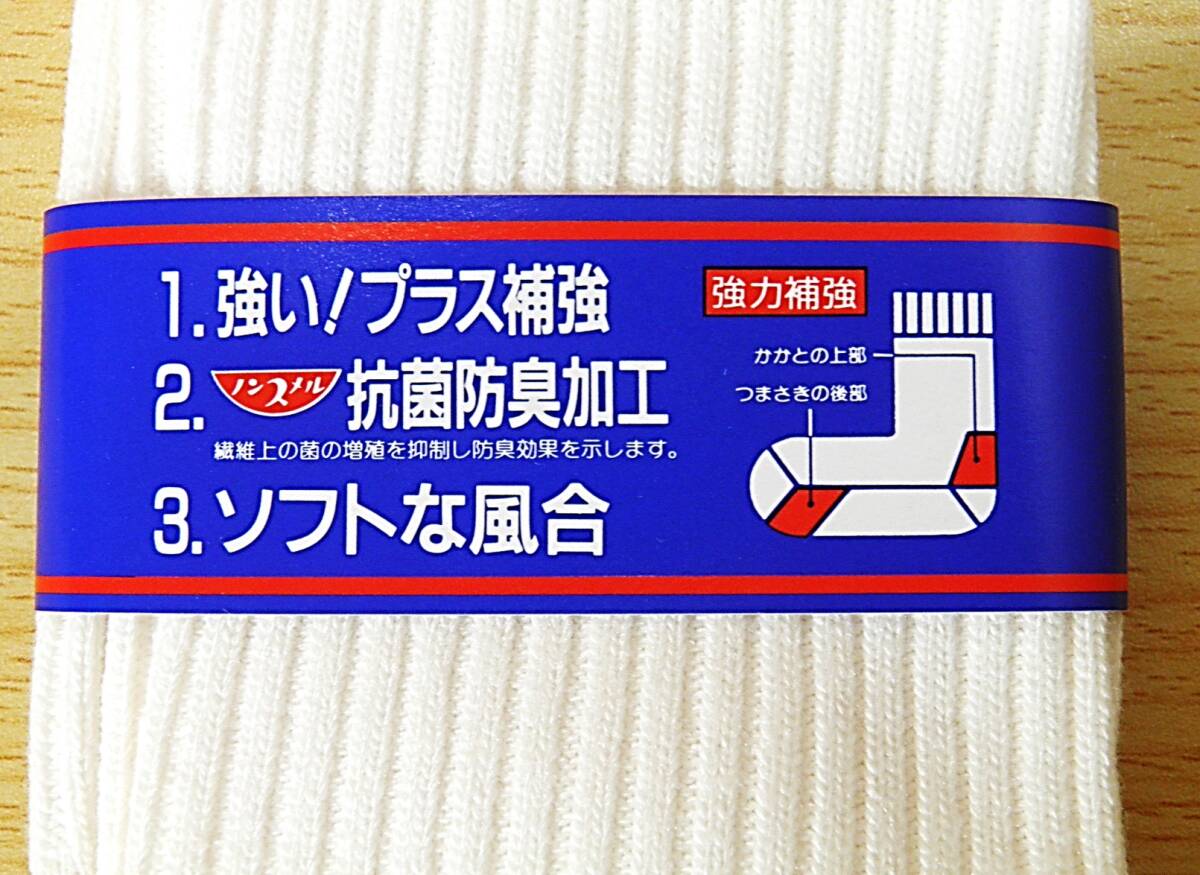 1.強い!プラス補強
2.ノンスメル 抗菌防臭加工
繊維上の菌の増殖を抑制し防臭効果を示します。
3.ソフトな風合
強力補強
かかとの上部
つまさきの後部